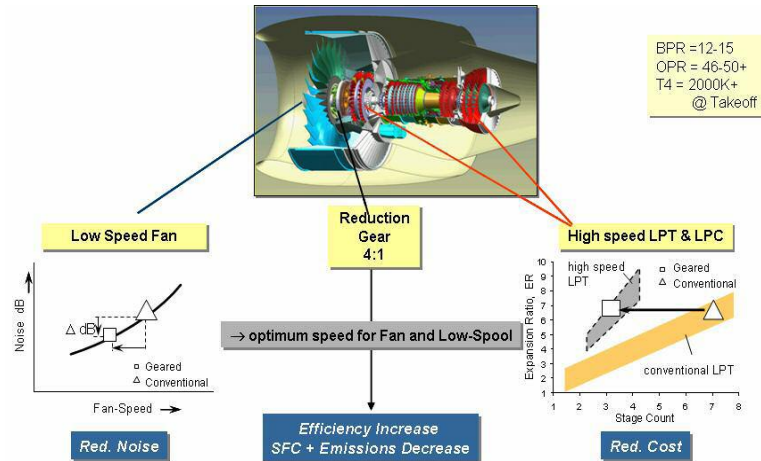 BPR =12-15
OPR = 46-50+
T4 = 2000K+
@ Takeoff
Low Speed Fan
Reduction
Gear
4:1
High speed LPT & LPC
Noise dB
Δ dB
Geared
Conventional
Fan-Speed
→ optimum speed for Fan and Low-Spool
Expansion Ratio, ER
10
9
8
7
6
5
4
3
2
1
high speed
LPT
Geared
Conventional
conventional LPT
1 2 3 4 5 6 7 8
Stage Count
Red. Noise
Efficiency Increase
SFC + Emissions Decrease
Red. Cost